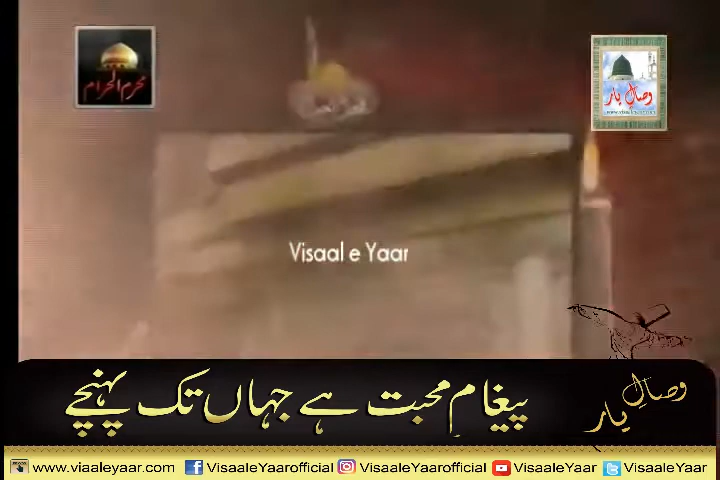 محرم الحرام
وصالِ یار
Visaal e Yaar
پیغامِ محبت ہے جہاں تک پہنچے
وصالِ یار
www.viaaleyaar.com VisaaleYaarofficial VisaaleYaarofficial VisaaleYaar VisaaleYaar